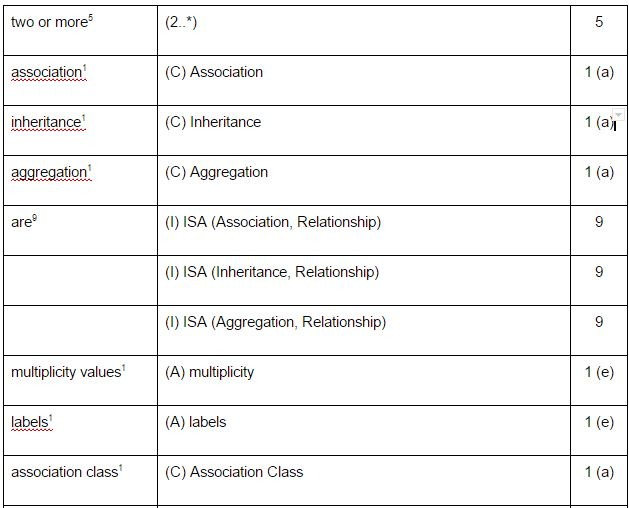 two or more⁵ (2..*) 5
association¹ (C) Association 1 (a)
inheritance¹ (C) Inheritance 1 (a)
aggregation¹ (C) Aggregation 1 (a)
are⁹ (I) ISA (Association, Relationship) 9
(I) ISA (Inheritance, Relationship) 9
(I) ISA (Aggregation, Relationship) 9
multiplicity values¹ (A) multiplicity 1 (e)
labels¹ (A) labels 1 (e)
association class¹ (C) Association Class 1 (a)